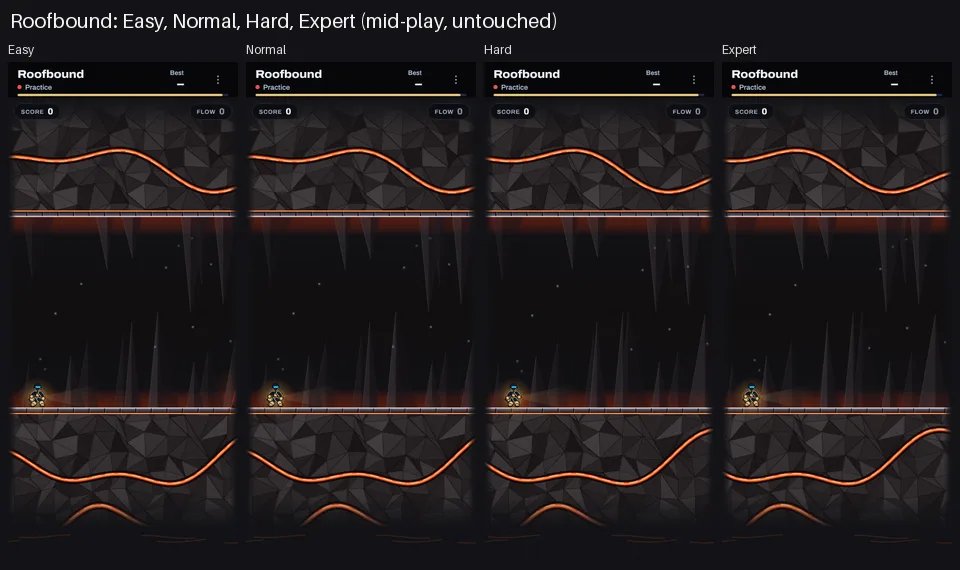 Roofbound: Easy, Normal, Hard, Expert (mid-play, untouched)
Easy
Roofbound
Best
Practice
–
SCORE 0
FLOW 0
Normal
Roofbound
Best
Practice
–
SCORE 0
FLOW 0
Hard
Roofbound
Best
Practice
–
SCORE 0
FLOW 0
Expert
Roofbound
Best
Practice
–
SCORE 0
FLOW 0